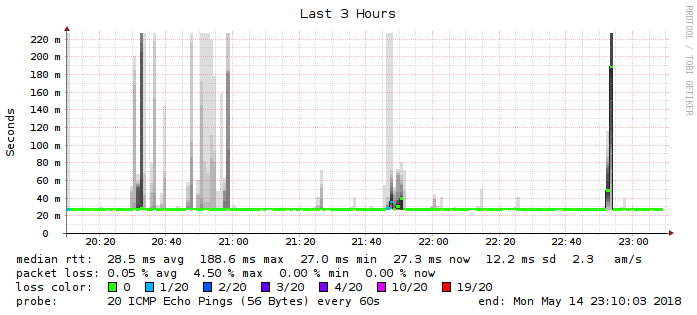 Last 3 Hours
RRDTOOL / TOBI OETIKER
Seconds
220 m
200 m
180 m
160 m
140 m
120 m
100 m
80 m
60 m
40 m
20 m
0
20:20 20:40 21:00 21:20 21:40 22:00 22:20 22:40 23:00
median rtt: 28.5 ms avg 188.6 ms max 27.0 ms min 27.3 ms now 12.2 ms sd 2.3 am/s
packet loss: 0.05 % avg 4.50 % max 0.00 % min 0.00 % now
loss color: 0 1/20 2/20 3/20 4/20 10/20 19/20
probe: 20 ICMP Echo Pings (56 Bytes) every 60s end: Mon May 14 23:10:03 2018